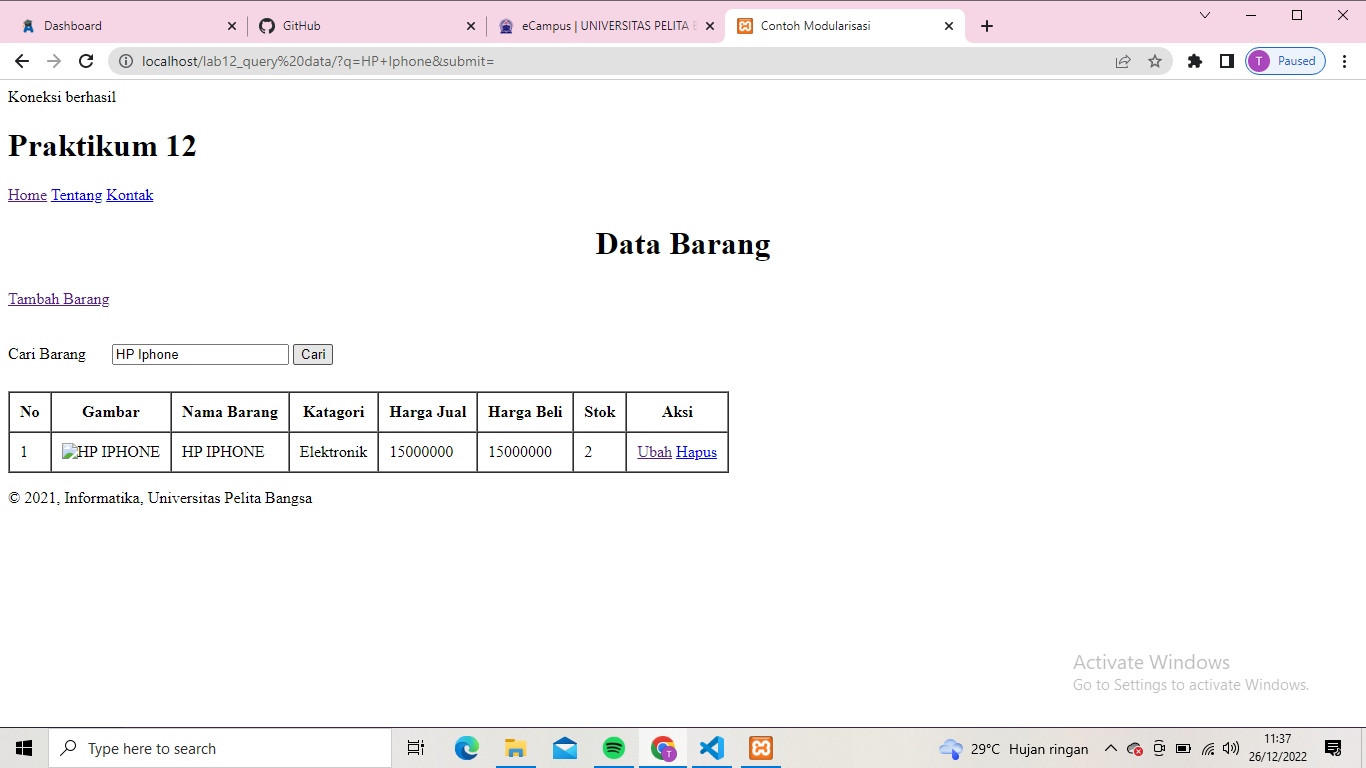 Dashboard
GitHub
eCampus | UNIVERSITAS PELITA
Contoh Modularisasi
localhost/lab12_query%20data/?q=HP+Iphone&submit=
T Paused
Koneksi berhasil
Praktikum 12
Home Tentang Kontak
Data Barang
Tambah Barang
Cari Barang HP Iphone Cari
No Gambar Nama Barang Katagori Harga Jual Harga Beli Stok Aksi
1 HP IPHONE HP IPHONE Elektronik 15000000 15000000 2 Ubah Hapus
© 2021, Informatika, Universitas Pelita Bangsa
Activate Windows
Go to Settings to activate Windows.
Type here to search
T
29°C Hujan ringan
11:37
26/12/2022